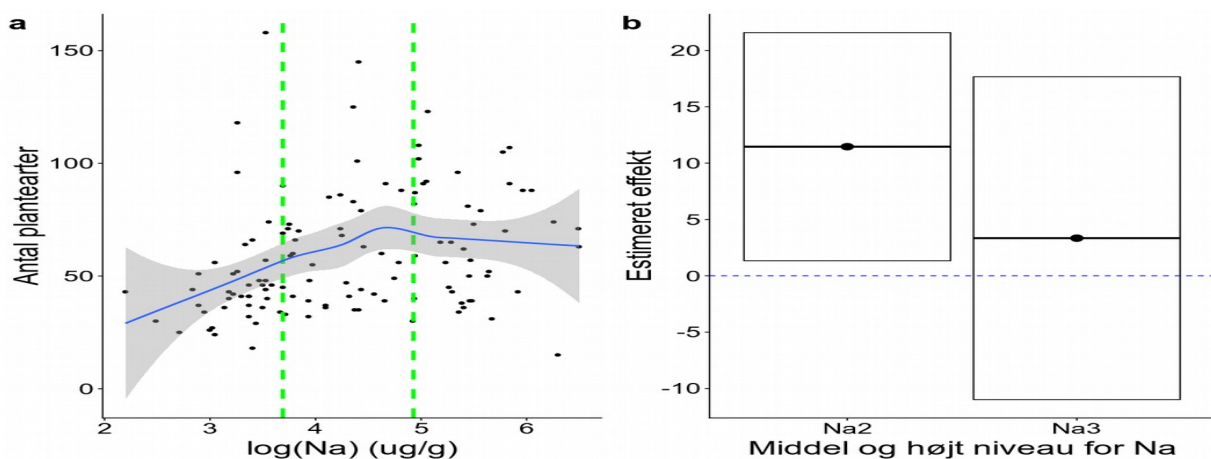 a
Antal plantearter
150
100
50
0
2 3 4 5 6
log(Na) (ug/g)
b
Estimeret effekt
20
15
10
5
0
-5
-10
Na2 Na3
Middel og højt niveau for Na